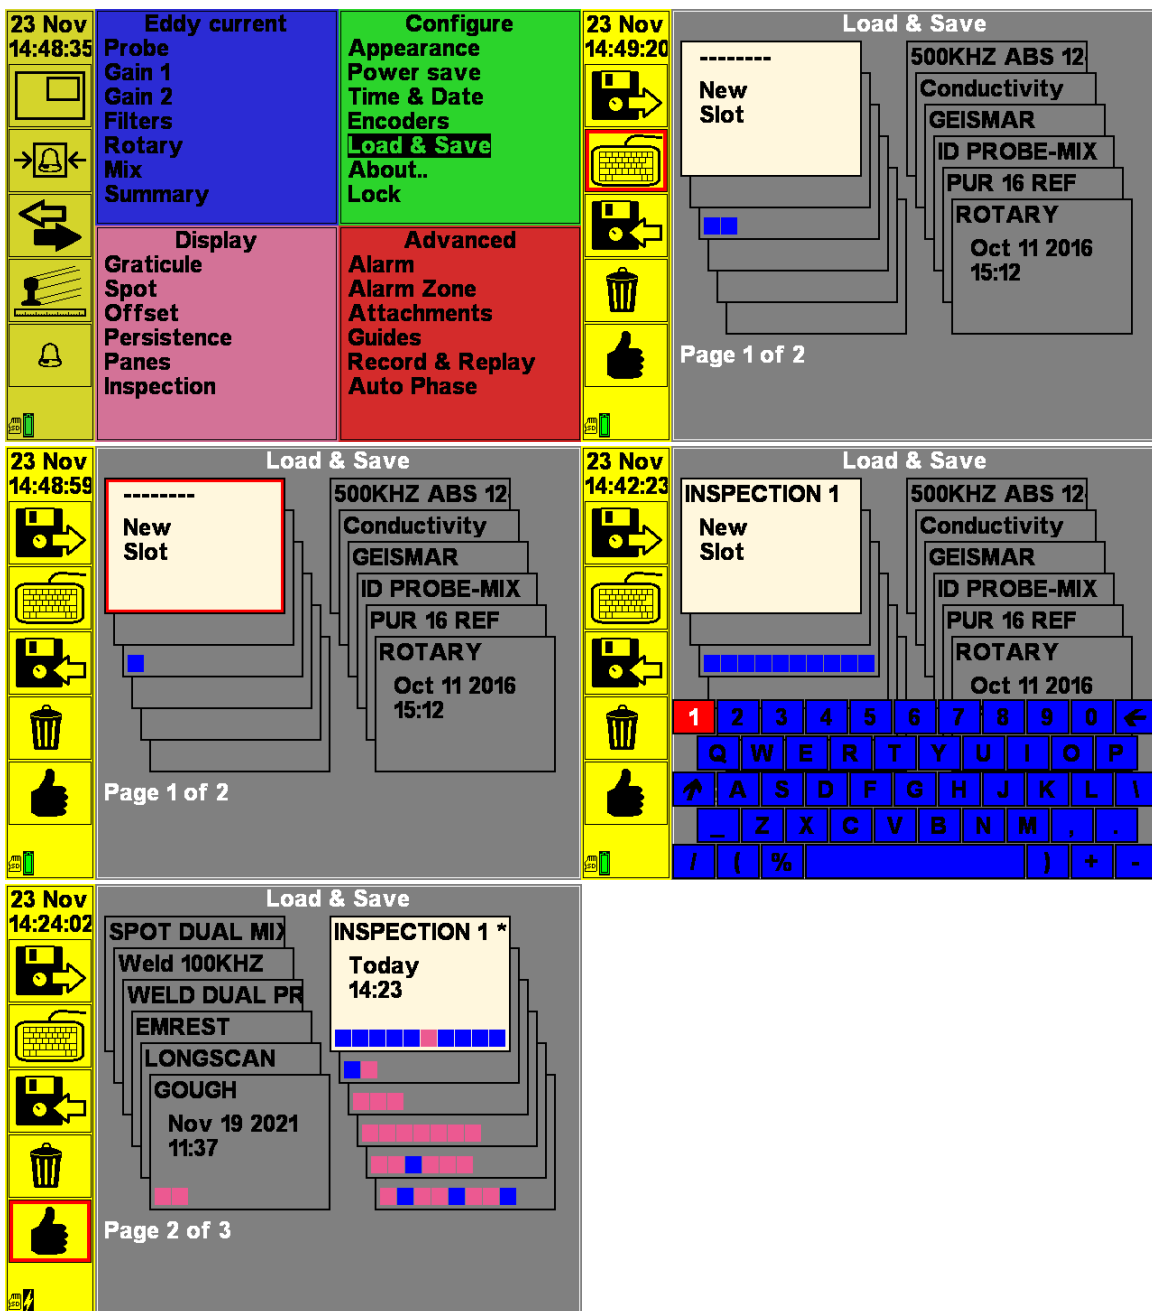 23 Nov
14:48:35
Eddy current
Probe
Gain 1
Gain 2
Filters
Rotary
Mix
Summary
Configure
Appearance
Power save
Time & Date
Encoders
Load & Save
About..
Lock
Display
Graticule
Spot
Offset
Persistence
Panes
Inspection
Advanced
Alarm
Alarm Zone
Attachments
Guides
Record & Replay
Auto Phase
23 Nov
14:49:20
Load & Save
--------
New
Slot
500KHZ ABS 12
Conductivity
GEISMAR
ID PROBE-MIX
PUR 16 REF
ROTARY
Oct 11 2016
15:12
Page 1 of 2
23 Nov
14:48:59
Load & Save
--------
New
Slot
500KHZ ABS 12
Conductivity
GEISMAR
ID PROBE-MIX
PUR 16 REF
ROTARY
Oct 11 2016
15:12
Page 1 of 2
23 Nov
14:42:23
Load & Save
INSPECTION 1
New
Slot
500KHZ ABS 12
Conductivity
GEISMAR
ID PROBE-MIX
PUR 16 REF
ROTARY
Oct 11 2016
1 2 3 4 5 6 7 8 9 0
Q W E R T Y U I O P
A S D F G H J K L \
_ Z X C V B N M , .
/ ( % ) + -
23 Nov
14:24:02
Load & Save
SPOT DUAL MIX
Weld 100KHZ
WELD DUAL PR
EMREST
LONGSCAN
GOUGH
Nov 19 2021
11:37
INSPECTION 1 *
Today
14:23
Page 2 of 3